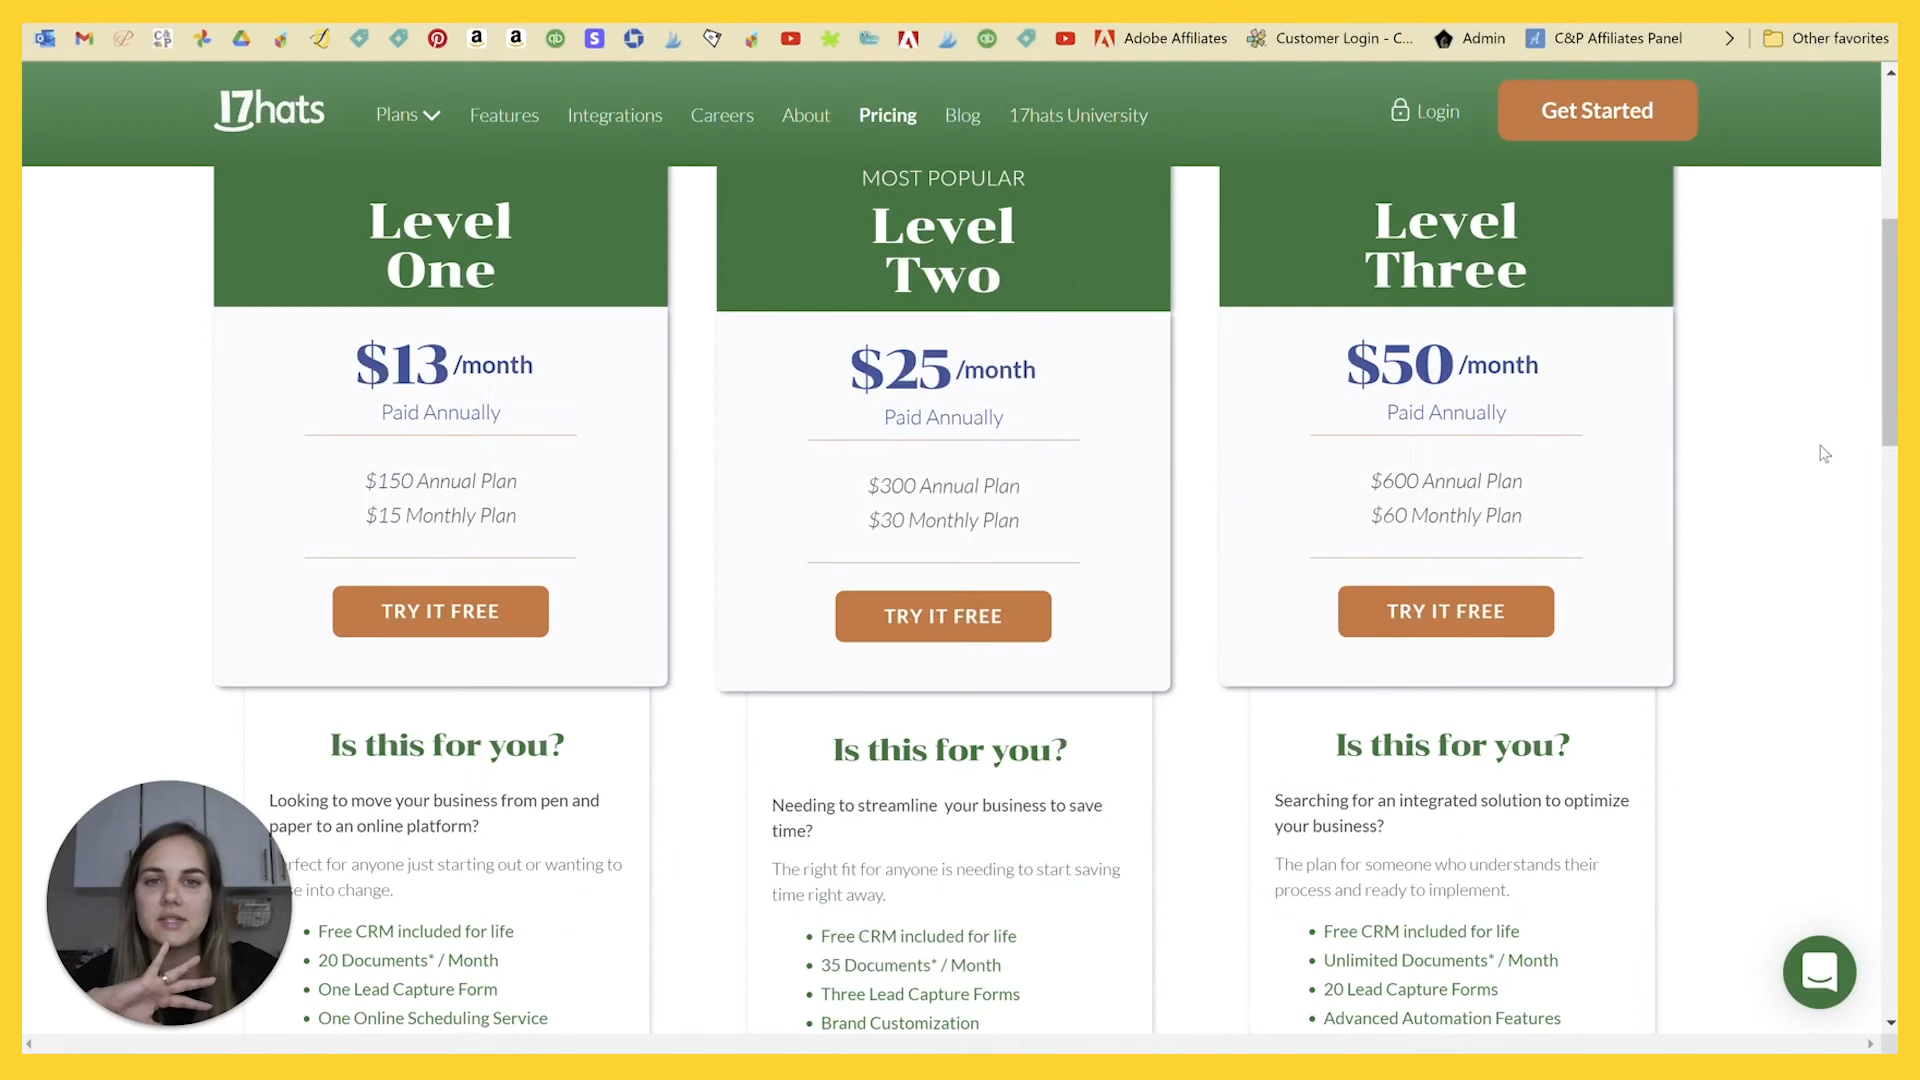 Adobe Affiliates
Customer Login - C...
Admin
C&P Affiliates Panel
Other favorites
17hats
Plans
Features
Integrations
Careers
About
Pricing
Blog
17hats University
Login
Get Started
Level
One
$13 /month
Paid Annually
$150 Annual Plan
$15 Monthly Plan
TRY IT FREE
Is this for you?
Looking to move your business from pen and
paper to an online platform?
rfect for anyone just starting out or wanting to
e into change.
• Free CRM included for life
• 20 Documents* / Month
• One Lead Capture Form
• One Online Scheduling Service
MOST POPULAR
Level
Two
$25 /month
Paid Annually
$300 Annual Plan
$30 Monthly Plan
TRY IT FREE
Is this for you?
Needing to streamline your business to save
time?
The right fit for anyone is needing to start saving
time right away.
• Free CRM included for life
• 35 Documents* / Month
• Three Lead Capture Forms
• Brand Customization
Level
Three
$50 /month
Paid Annually
$600 Annual Plan
$60 Monthly Plan
TRY IT FREE
Is this for you?
Searching for an integrated solution to optimize
your business?
The plan for someone who understands their
process and ready to implement.
• Free CRM included for life
• Unlimited Documents* / Month
• 20 Lead Capture Forms
• Advanced Automation Features